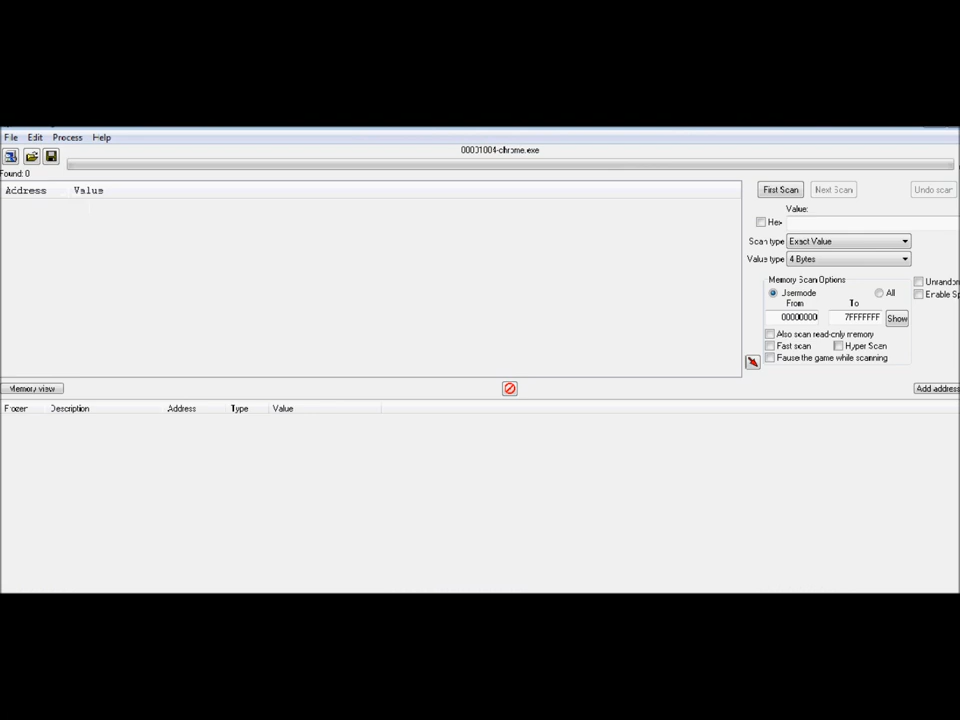 File Edit Process Help
00001004-chrome.exe
Found: 0
Address Value
First Scan Next Scan Undo scan
Value:
Hex
Scan type Exact Value
Value type 4 Bytes
Memory Scan Options
Usermode All
From To
00000000 7FFFFFFF Show
Also scan read-only memory
Fast scan Hyper Scan
Pause the game while scanning
Unrandom
Enable Sp
Memory view
Add address
Frozen Description Address Type Value